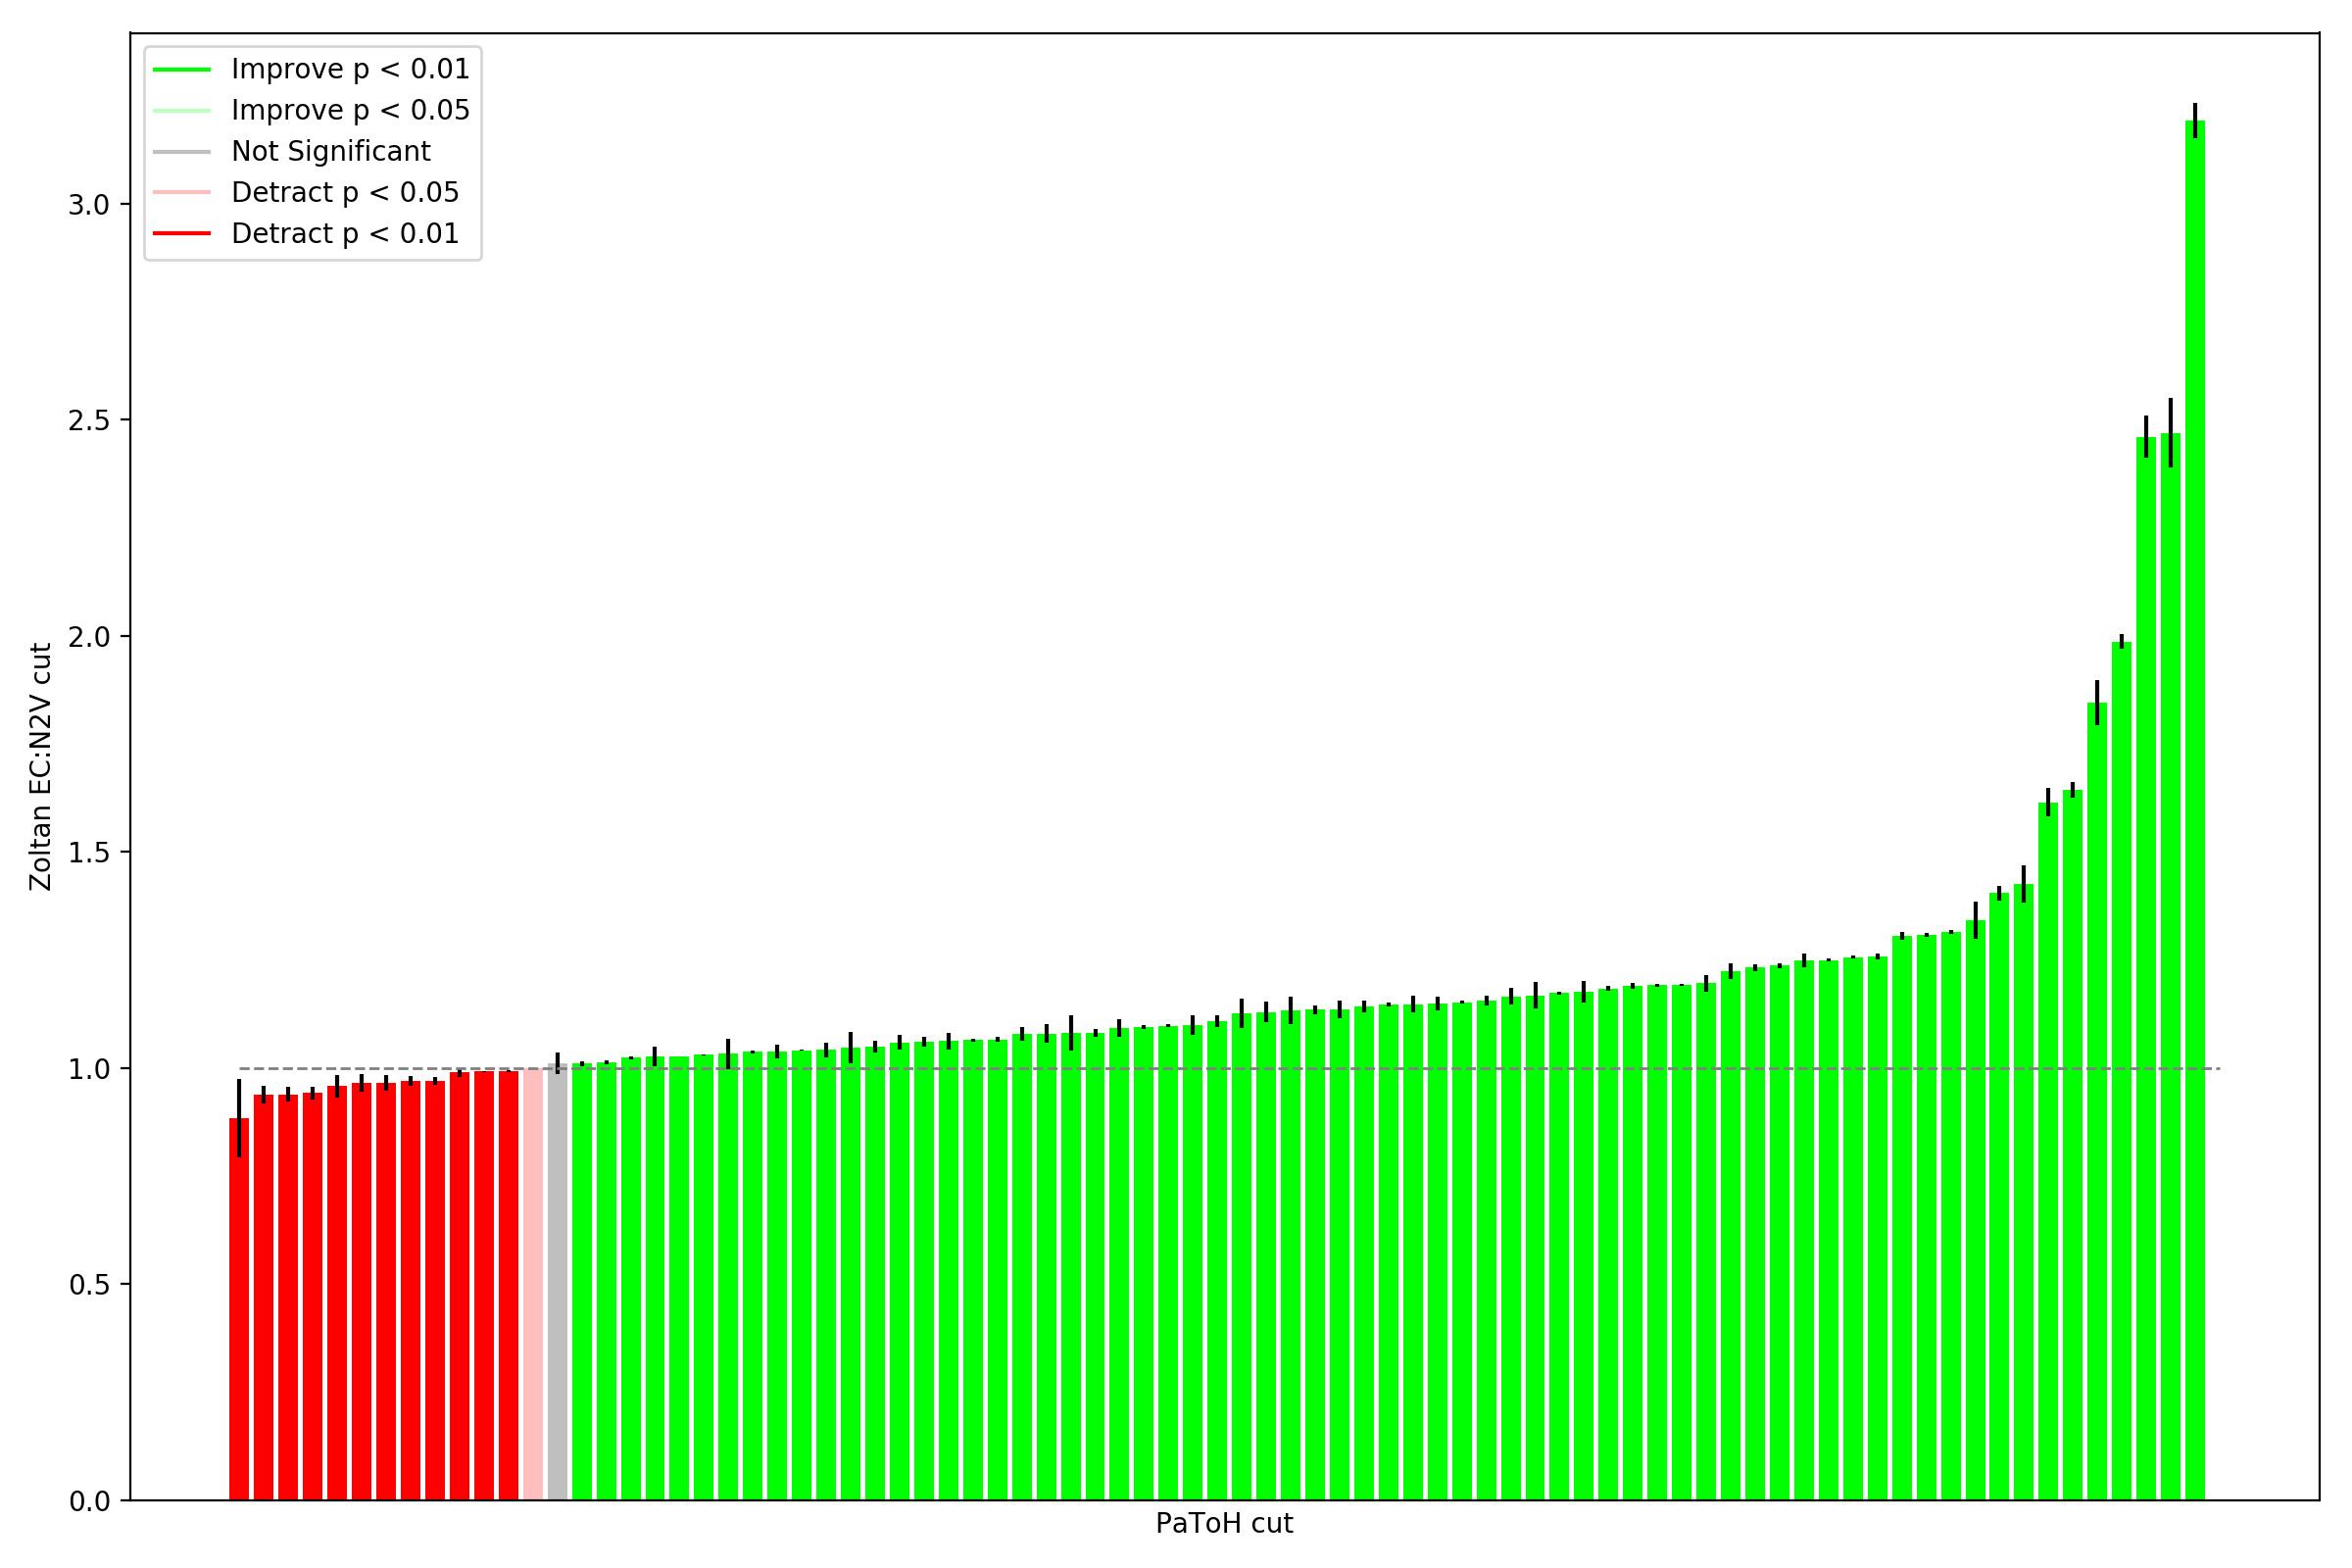 Improve p < 0.01
Improve p < 0.05
Not Significant
Detract p < 0.05
Detract p < 0.01
3.0
2.5
2.0
1.5
1.0
0.5
0.0
Zoltan EC:N2V cut
PaToH cut